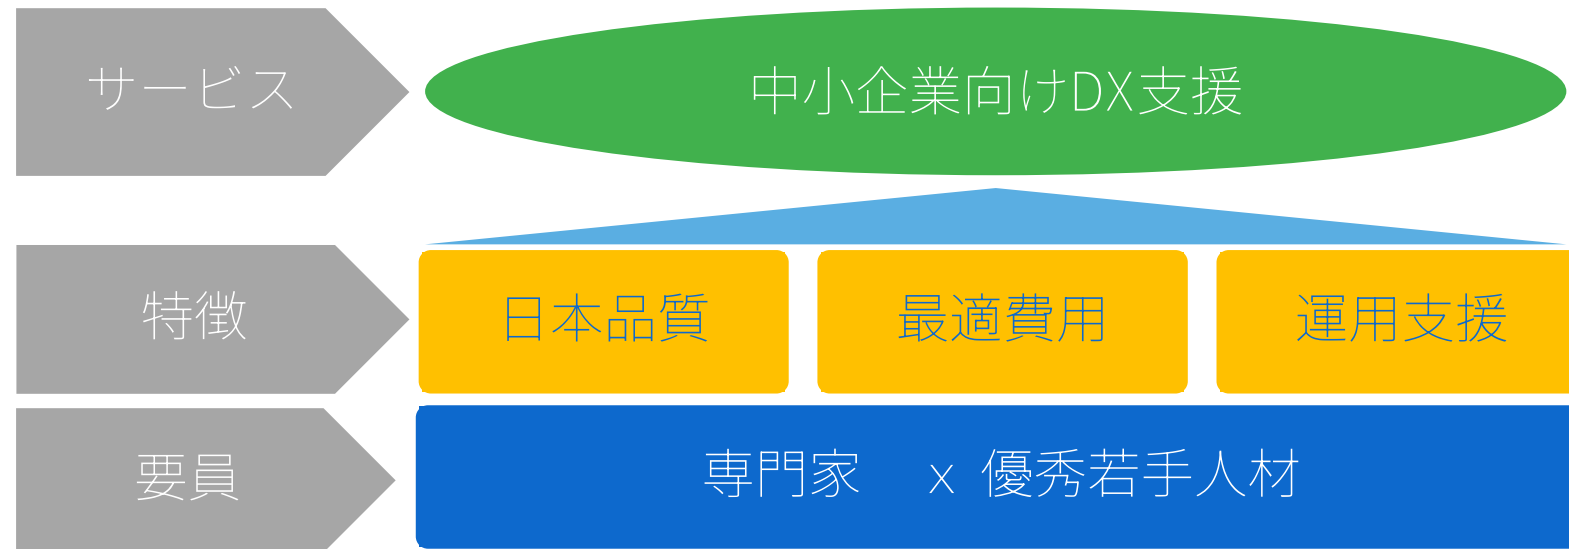 サービス
中小企業向けDX支援
特徴
日本品質
最適費用
運用支援
要員
専門家　x 優秀若手人材